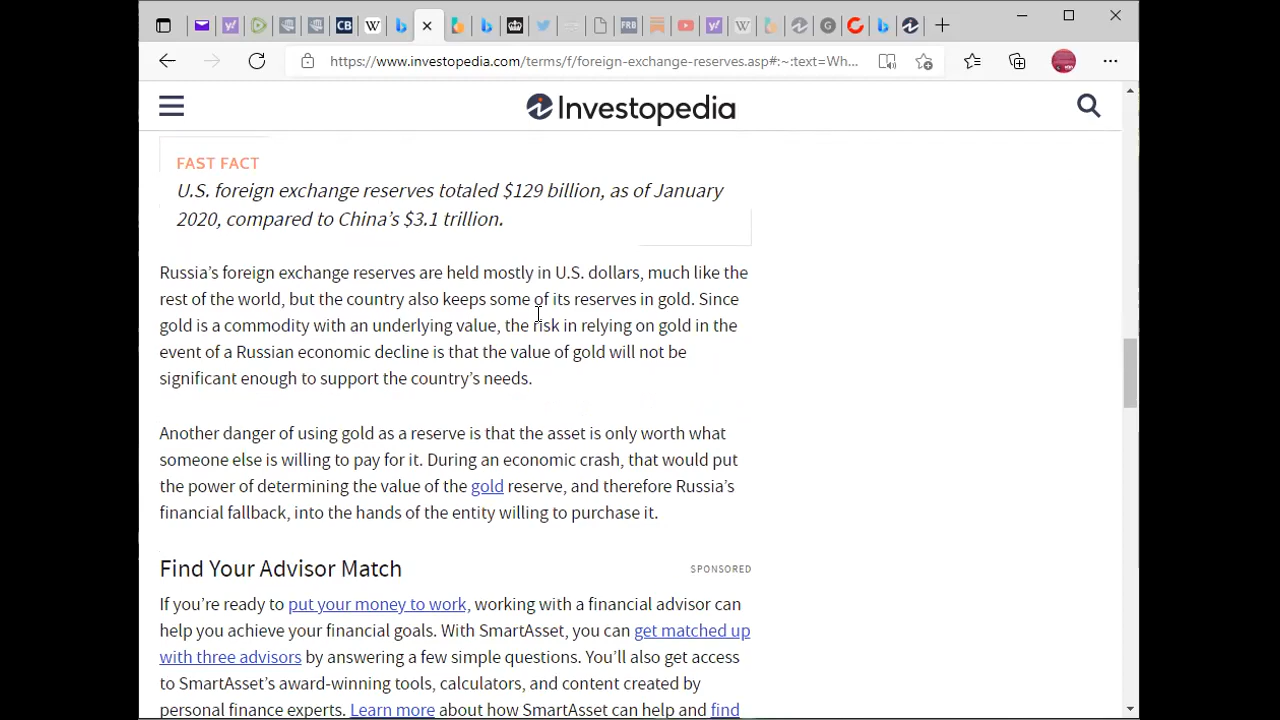 https://www.investopedia.com/terms/f/foreign-exchange-reserves.asp#:~:text=Wh...
Investopedia
FAST FACT
U.S. foreign exchange reserves totaled $129 billion, as of January
2020, compared to China’s $3.1 trillion.
Russia’s foreign exchange reserves are held mostly in U.S. dollars, much like the
rest of the world, but the country also keeps some of its reserves in gold. Since
gold is a commodity with an underlying value, the risk in relying on gold in the
event of a Russian economic decline is that the value of gold will not be
significant enough to support the country’s needs.
Another danger of using gold as a reserve is that the asset is only worth what
someone else is willing to pay for it. During an economic crash, that would put
the power of determining the value of the gold reserve, and therefore Russia’s
financial fallback, into the hands of the entity willing to purchase it.
Find Your Advisor Match
SPONSORED
If you’re ready to put your money to work, working with a financial advisor can
help you achieve your financial goals. With SmartAsset, you can get matched up
with three advisors by answering a few simple questions. You’ll also get access
to SmartAsset’s award-winning tools, calculators, and content created by
personal finance experts. Learn more about how SmartAsset can help and find